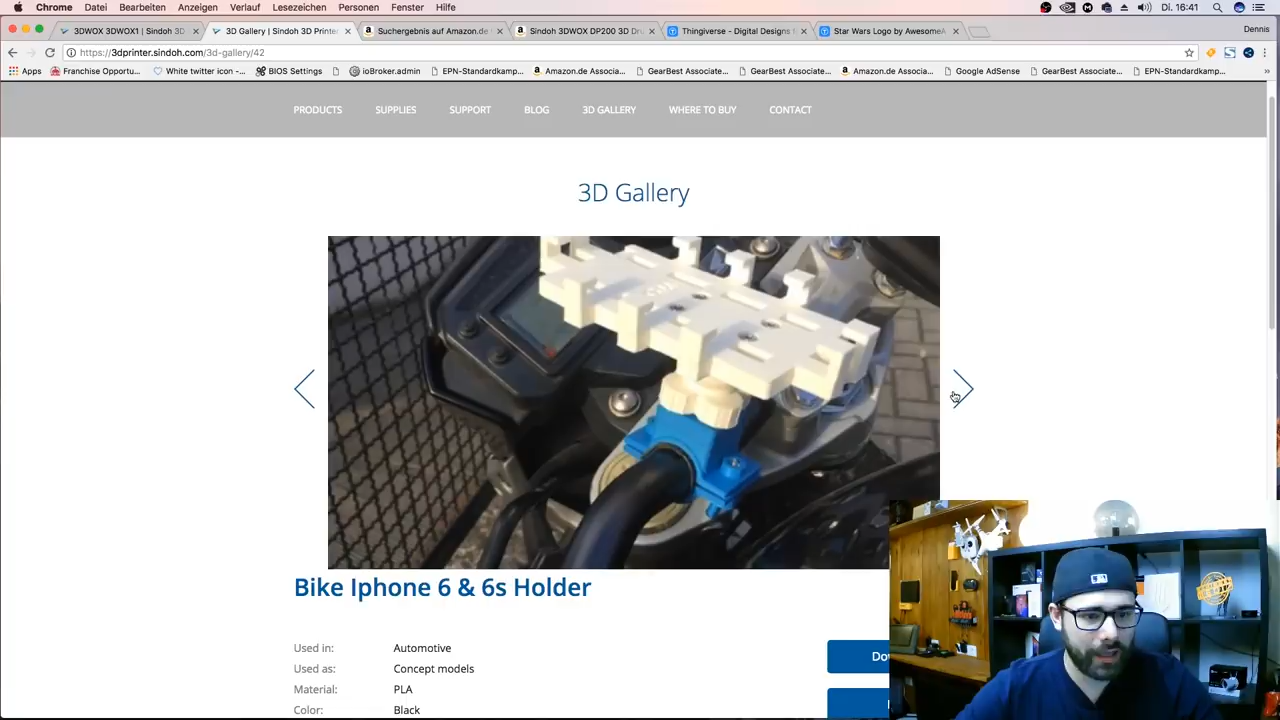 Chrome Datei Bearbeiten Anzeigen Verlauf Lesezeichen Personen Fenster Hilfe Di. 16:41
3DWOX 3DWOX1 | Sindoh 3D 3D Gallery | Sindoh 3D Printer Suchergebnis auf Amazon.de Sindoh 3DWOX DP200 3D Dr Thingiverse - Digital Designs f Star Wars Logo by AwesomeA Dennis
https://3dprinter.sindoh.com/3d-gallery/42
Apps Franchise Opportu... White twitter icon -... BIOS Settings ioBroker.admin EPN-Standardkamp... Amazon.de Associa... GearBest Associate... GearBest Associate... Amazon.de Associa... Google AdSense GearBest Associate... EPN-Standardkamp... »
PRODUCTS SUPPLIES SUPPORT BLOG 3D GALLERY WHERE TO BUY CONTACT
3D Gallery
Bike Iphone 6 & 6s Holder
Used in: Automotive
Used as: Concept models
Material: PLA
Color: Black